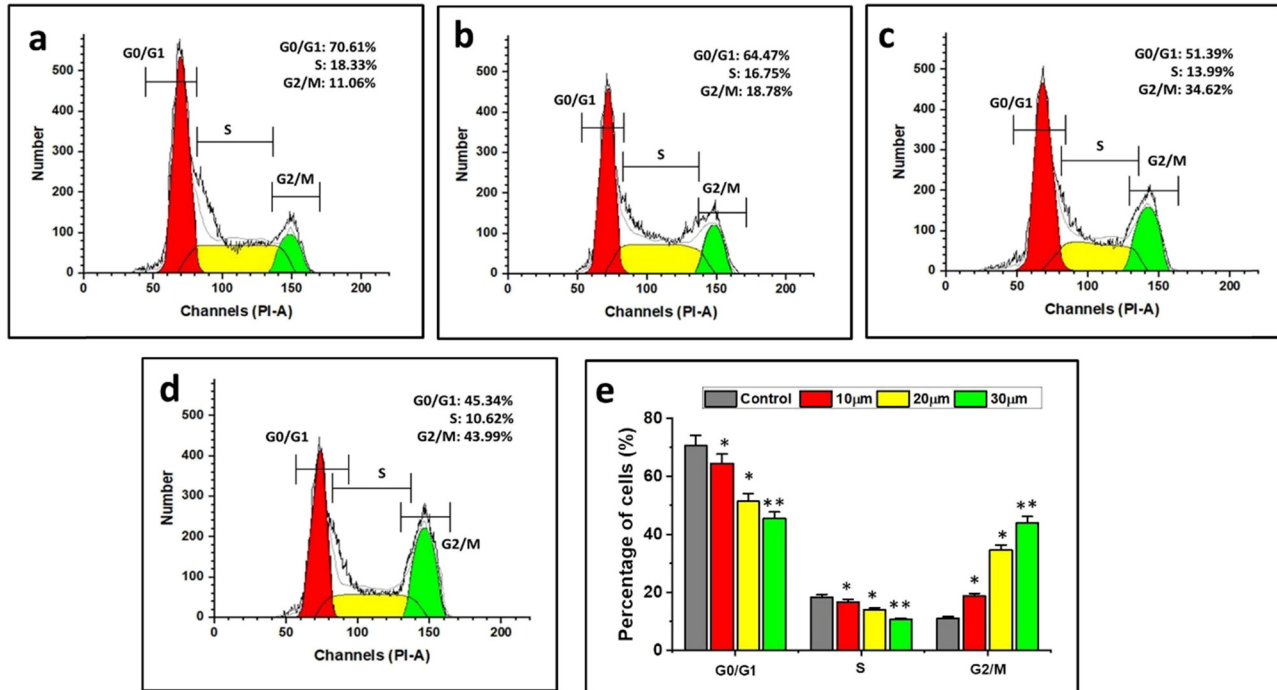 a
G0/G1
G0/G1: 70.61%
S: 18.33%
G2/M: 11.06%
S
G2/M
Number
500
400
300
200
100
0
0 50 100 150 200
Channels (PI-A)
b
G0/G1: 64.47%
S: 16.75%
G2/M: 18.78%
G0/G1
S
G2/M
Number
500
400
300
200
100
0
0 50 100 150 200
Channels (PI-A)
c
G0/G1: 51.39%
S: 13.99%
G2/M: 34.62%
G0/G1
S
G2/M
Number
500
400
300
200
100
0
0 50 100 150 200
Channels (PI-A)
d
G0/G1: 45.34%
S: 10.62%
G2/M: 43.99%
G0/G1
S
G2/M
Number
500
400
300
200
100
0
0 50 100 150 200
Channels (PI-A)
e
Control 10μm 20μm 30μm
Percentage of cells (%)
80
60
40
20
0
* * **
* * **
* * **
G0/G1 S G2/M